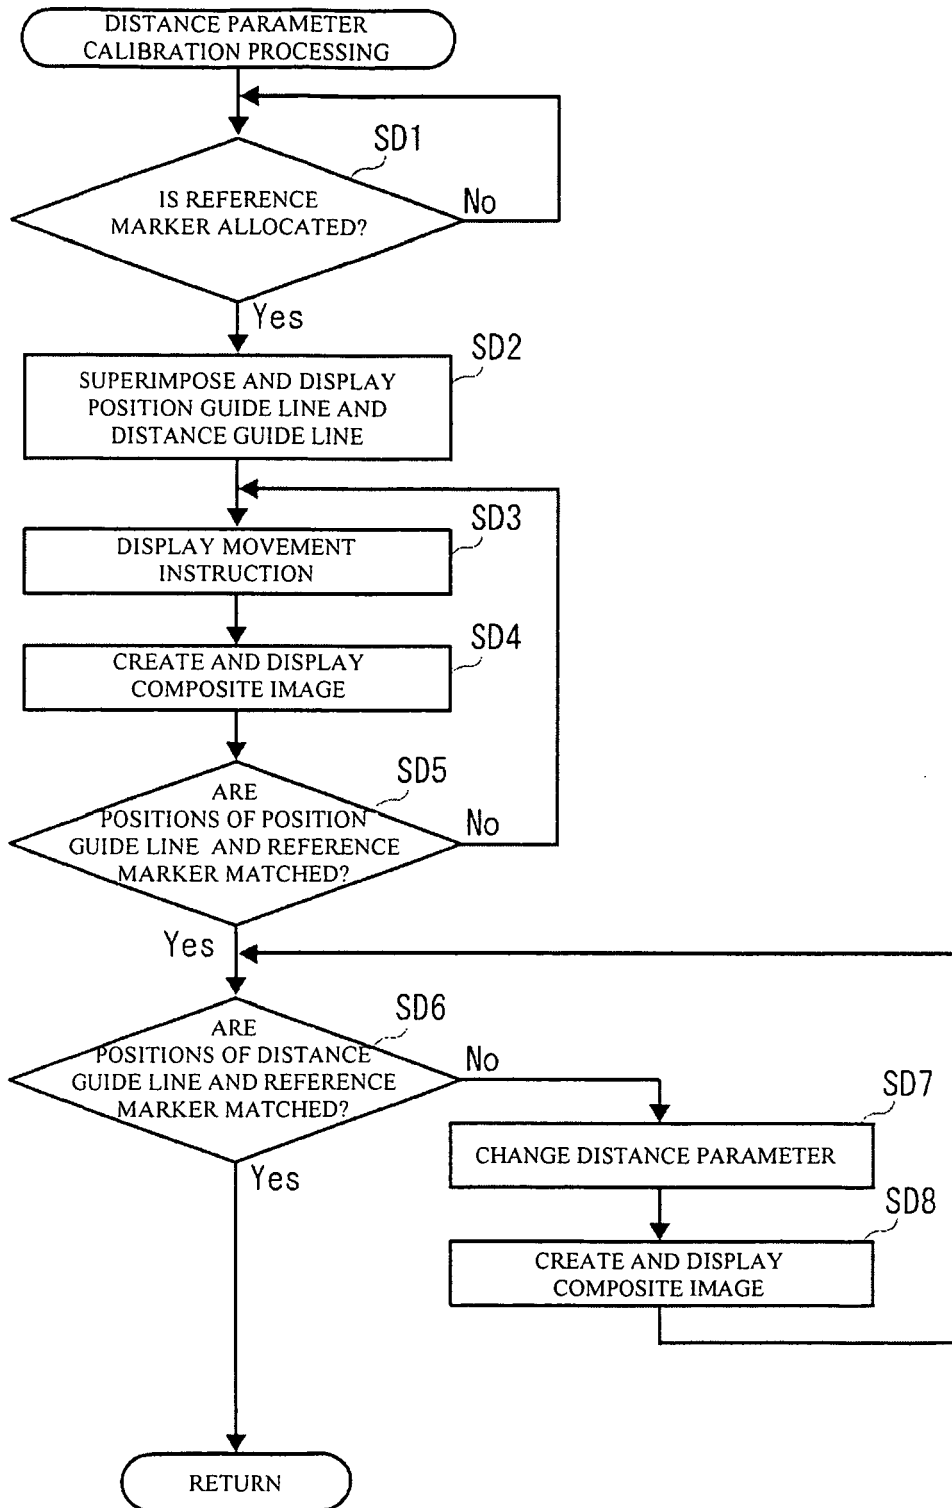 DISTANCE PARAMETER
CALIBRATION PROCESSING
SD1
IS REFERENCE
MARKER ALLOCATED?
No
Yes
SD2
SUPERIMPOSE AND DISPLAY
POSITION GUIDE LINE AND
DISTANCE GUIDE LINE
SD3
DISPLAY MOVEMENT
INSTRUCTION
SD4
CREATE AND DISPLAY
COMPOSITE IMAGE
SD5
ARE
POSITIONS OF POSITION
GUIDE LINE AND REFERENCE
MARKER MATCHED?
No
Yes
SD6
ARE
POSITIONS OF DISTANCE
GUIDE LINE AND REFERENCE
MARKER MATCHED?
No
Yes
SD7
CHANGE DISTANCE PARAMETER
SD8
CREATE AND DISPLAY
COMPOSITE IMAGE
RETURN